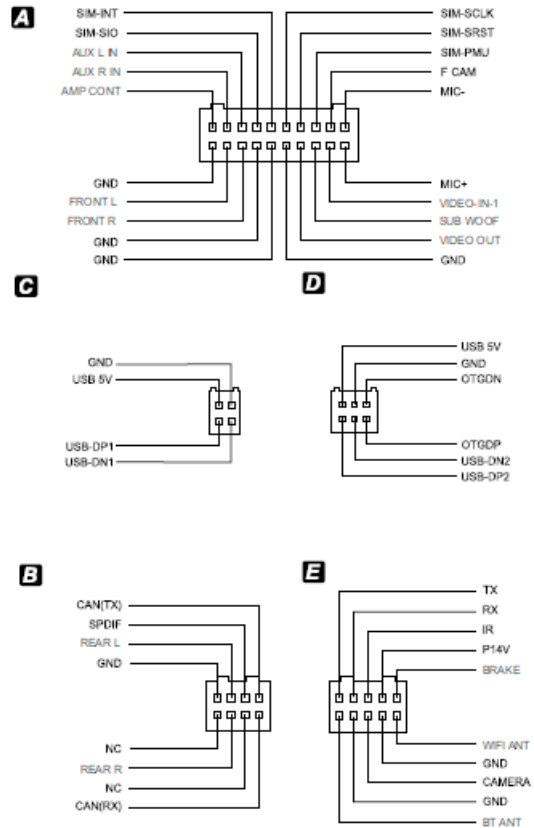 A
SIM-INT
SIM-SIO
AUX L IN
AUX R IN
AMP CONT
SIM-SCLK
SIM-SRST
SIM-PMU
F CAM
MIC-
GND
FRONT L
FRONT R
GND
GND
MIC+
VIDEO-IN-1
SUB WOOF
VIDEO OUT
GND
C
GND
USB 5V
USB-DP1
USB-DN1
D
USB 5V
GND
OTGDN
OTGDP
USB-DN2
USB-DP2
B
CAN(TX)
SPDIF
REAR L
GND
NC
REAR R
NC
CAN(RX)
E
TX
RX
IR
P14V
BRAKE
WIFI ANT
GND
CAMERA
GND
BT ANT